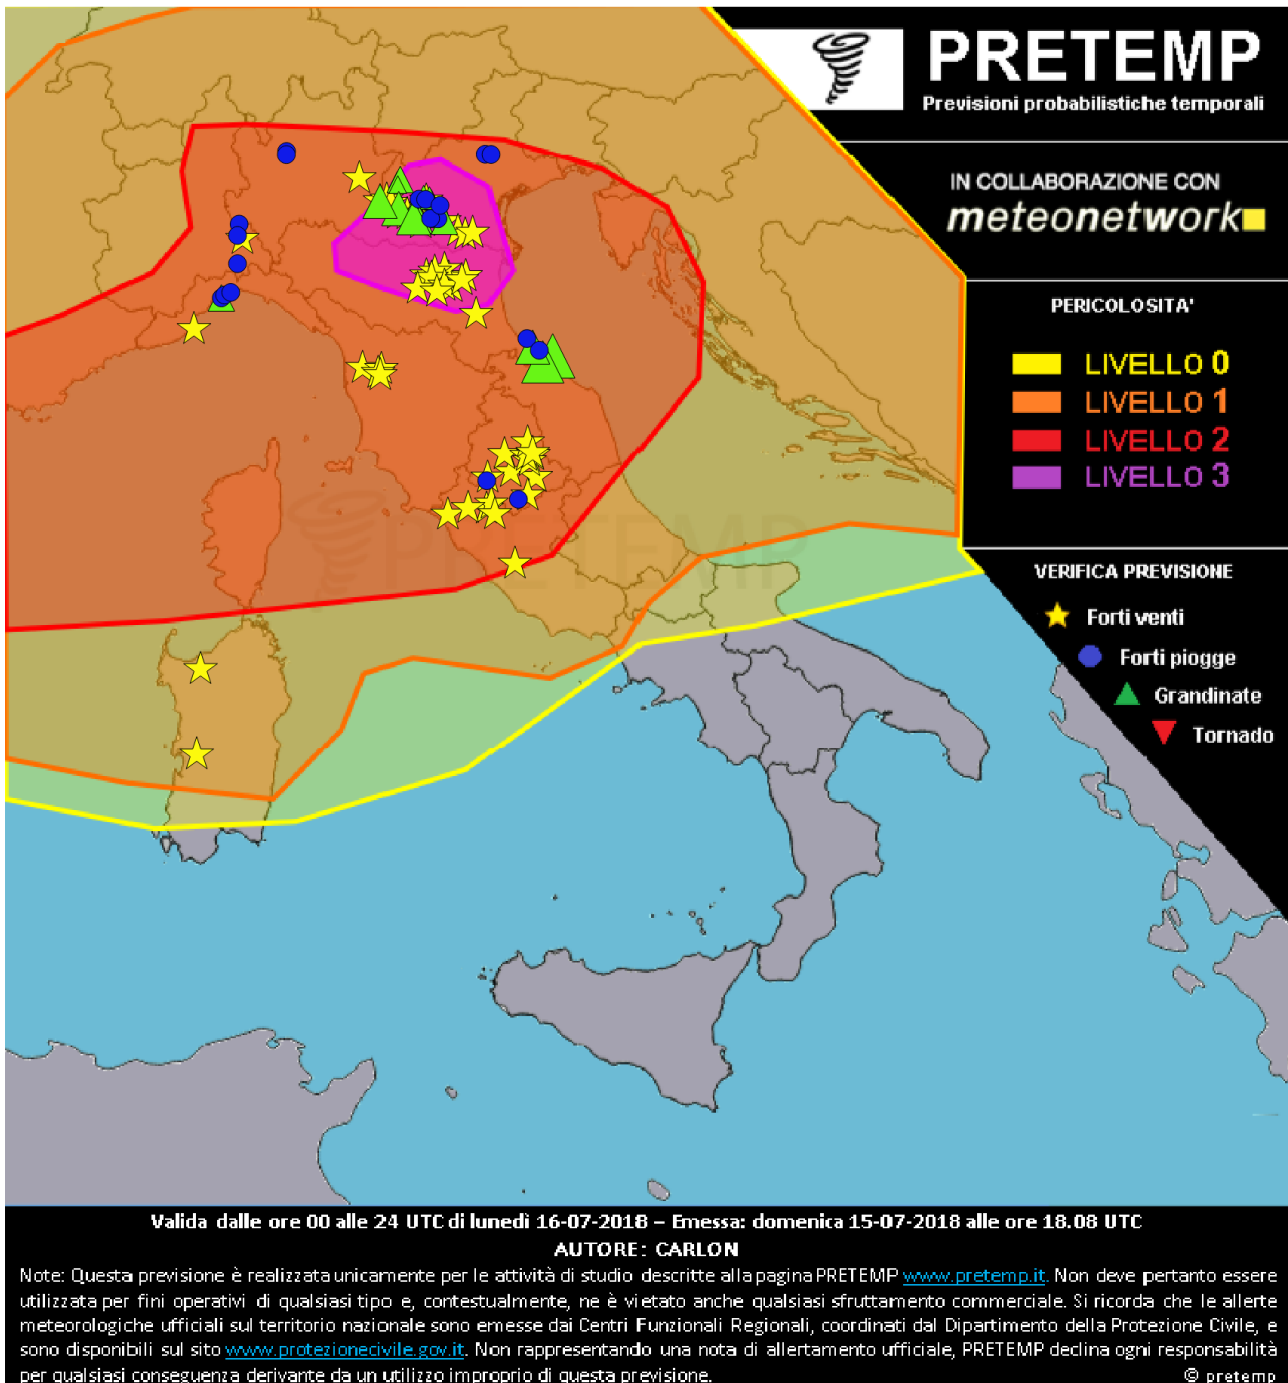 PRETEMP
Previsioni probabilistiche temporali
IN COLLABORAZIONE CON
meteonetwork
PERICOLOSITA'
LIVELLO 0
LIVELLO 1
LIVELLO 2
LIVELLO 3
PRETEMP
VERIFICA PREVISIONE
Forti venti
Forti piogge
Grandinate
Tornado
Valida dalle ore 00 alle 24 UTC di lunedì 16-07-2018 – Emessa: domenica 15-07-2018 alle ore 18.08 UTC
AUTORE: CARLON
Note: Questa previsione è realizzata unicamente per le attività di studio descritte alla pagina PRETEMP www.pretemp.it. Non deve pertanto essere
utilizzata per fini operativi di qualsiasi tipo e, contestualmente, ne è vietato anche qualsiasi sfruttamento commerciale. Si ricorda che le allerte
meteorologiche ufficiali sul territorio nazionale sono emesse dai Centri Funzionali Regionali, coordinati dal Dipartimento della Protezione Civile, e
sono disponibili sul sito www.protezionecivile.gov.it. Non rappresentando una nota di allertamento ufficiale, PRETEMP declina ogni responsabilità
per qualsiasi conseguenza derivante da un utilizzo improprio di questa previsione.
© pretemp